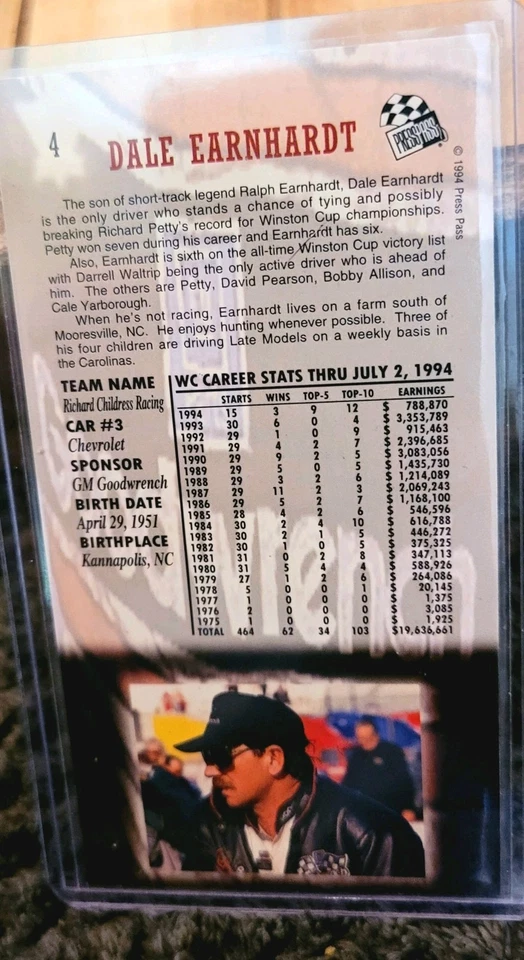 4
DALE EARNHARDT
PRESS PASS
© 1994 Press Pass
The son of short-track legend Ralph Earnhardt, Dale Earnhardt
is the only driver who stands a chance of tying and possibly
breaking Richard Petty's record for Winston Cup championships.
Petty won seven during his career and Earnhardt has six.
Also, Earnhardt is sixth on the all-time Winston Cup victory list
with Darrell Waltrip being the only active driver who is ahead of
him. The others are Petty, David Pearson, Bobby Allison, and
Cale Yarborough.
When he's not racing, Earnhardt lives on a farm south of
Mooresville, NC. He enjoys hunting whenever possible. Three of
his four children are driving Late Models on a weekly basis in
the Carolinas.
TEAM NAME
Richard Childress Racing
CAR #3
Chevrolet
SPONSOR
GM Goodwrench
BIRTH DATE
April 29, 1951
BIRTHPLACE
Kannapolis, NC
WC CAREER STATS THRU JULY 2, 1994
STARTS WINS TOP-5 TOP-10 EARNINGS
1994 15 3 9 12 $ 788,870
1993 30 6 0 4 $ 3,353,789
1992 29 1 0 9 $ 915,463
1991 29 4 2 7 $ 2,396,685
1990 29 9 2 5 $ 3,083,056
1989 29 5 0 5 $ 1,435,730
1988 29 3 2 6 $ 1,214,089
1987 29 11 2 3 $ 2,069,243
1986 29 5 2 7 $ 1,168,100
1985 28 4 2 6 $ 546,596
1984 30 2 4 10 $ 616,788
1983 30 2 1 5 $ 446,272
1982 30 1 0 5 $ 375,325
1981 31 0 2 8 $ 347,113
1980 31 5 4 4 $ 588,926
1979 27 1 2 6 $ 264,086
1978 5 0 0 1 $ 20,145
1977 1 0 0 0 $ 1,375
1976 2 0 0 0 $ 3,085
1975 1 0 0 0 $ 1,925
TOTAL 464 62 34 103 $19,636,661